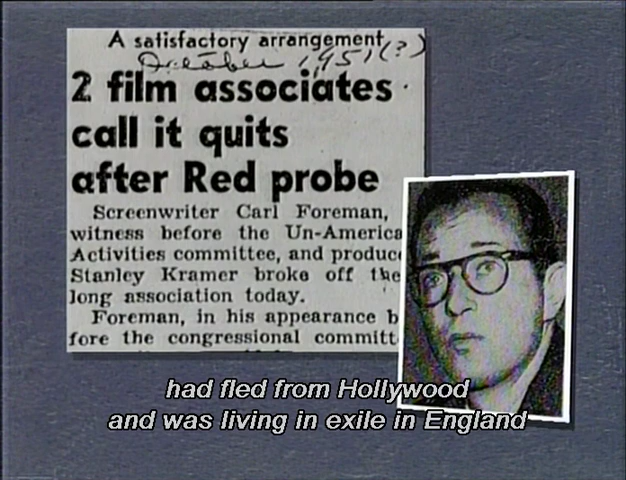 A satisfactory arrangement
October 1951(?)
2 film associates
call it quits
after Red probe
Screenwriter Carl Foreman,
witness before the Un-America
Activities committee, and produce
Stanley Kramer broke off the
long association today.
Foreman, in his appearance b
fore the congressional committ
had fled from Hollywood
and was living in exile in England